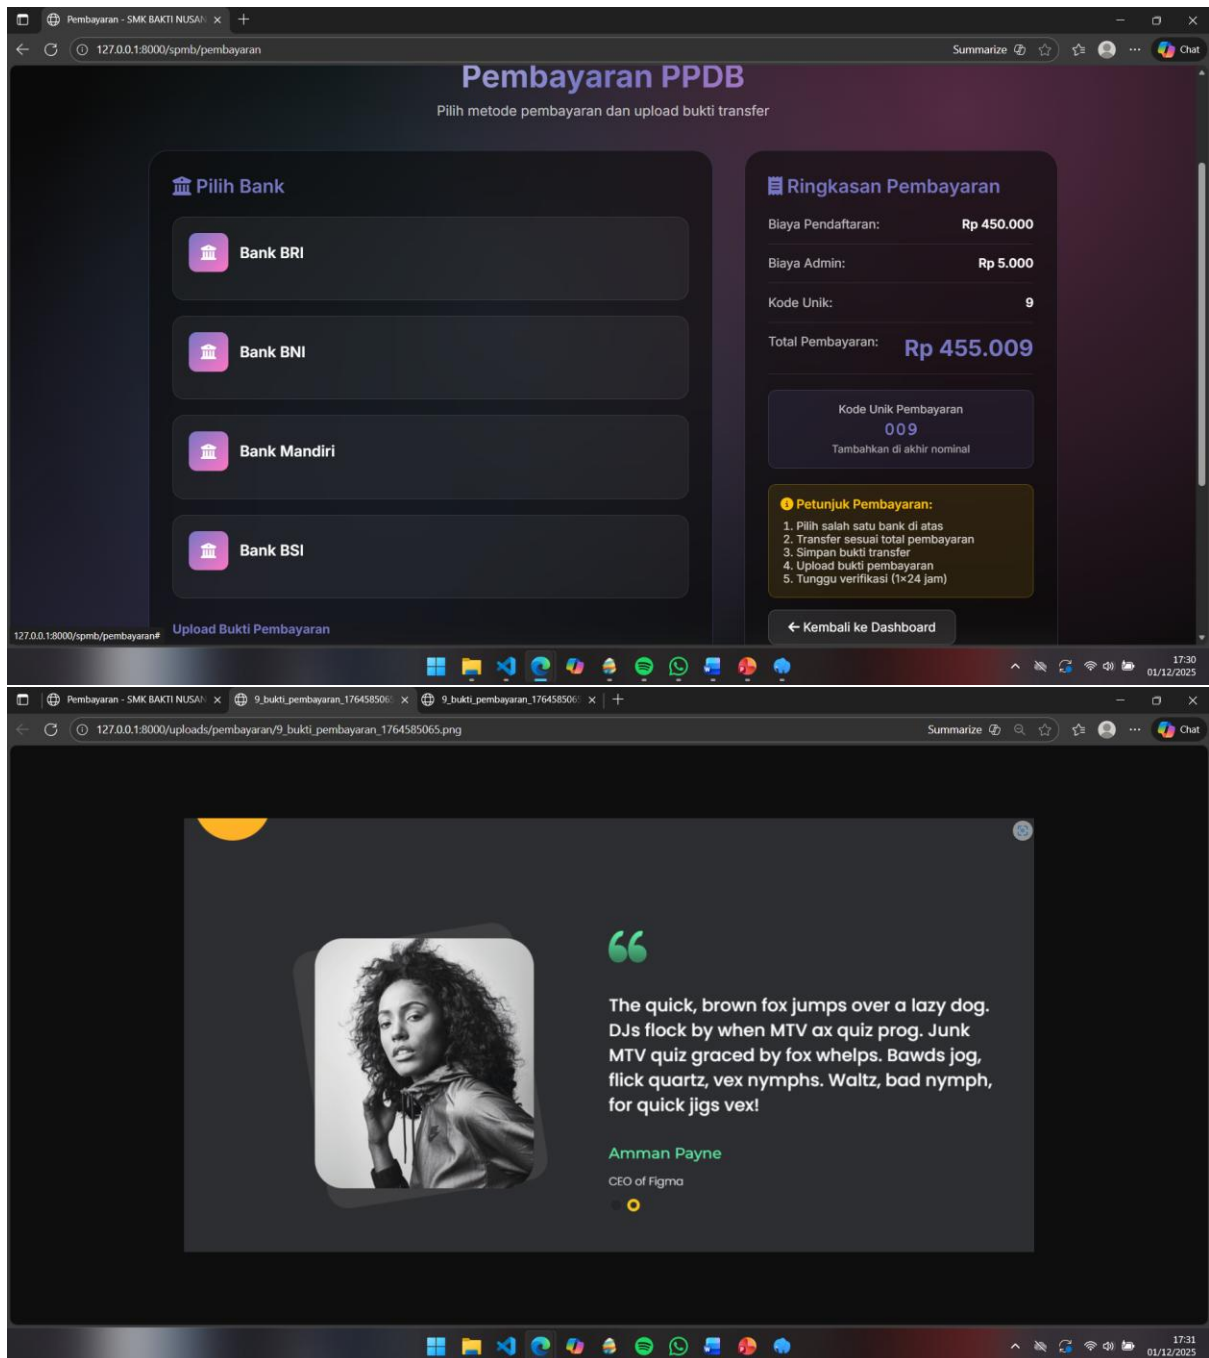 Pembayaran - SMK BAKTI NUSAN
127.0.0.1:8000/spmb/pembayaran
Summarize
Chat
Pembayaran PPDB
Pilih metode pembayaran dan upload bukti transfer
Pilih Bank
Bank BRI
Bank BNI
Bank Mandiri
Bank BSI
Upload Bukti Pembayaran
Ringkasan Pembayaran
Biaya Pendaftaran: Rp 450.000
Biaya Admin: Rp 5.000
Kode Unik: 9
Total Pembayaran: Rp 455.009
Kode Unik Pembayaran
009
Tambahkan di akhir nominal
Petunjuk Pembayaran:
1. Pilih salah satu bank di atas
2. Transfer sesuai total pembayaran
3. Simpan bukti transfer
4. Upload bukti pembayaran
5. Tunggu verifikasi (1×24 jam)
Kembali ke Dashboard
127.0.0.1:8000/spmb/pembayaran#
17:30
01/12/2025
Pembayaran - SMK BAKTI NUSAN
9_bukti_pembayaran_1764585065
9_bukti_pembayaran_1764585065
127.0.0.1:8000/uploads/pembayaran/9_bukti_pembayaran_1764585065.png
Summarize
Chat
The quick, brown fox jumps over a lazy dog.
DJs flock by when MTV ax quiz prog. Junk
MTV quiz graced by fox whelps. Bawds jog,
flick quartz, vex nymphs. Waltz, bad nymph,
for quick jigs vex!
Amman Payne
CEO of Figma
17:31
01/12/2025